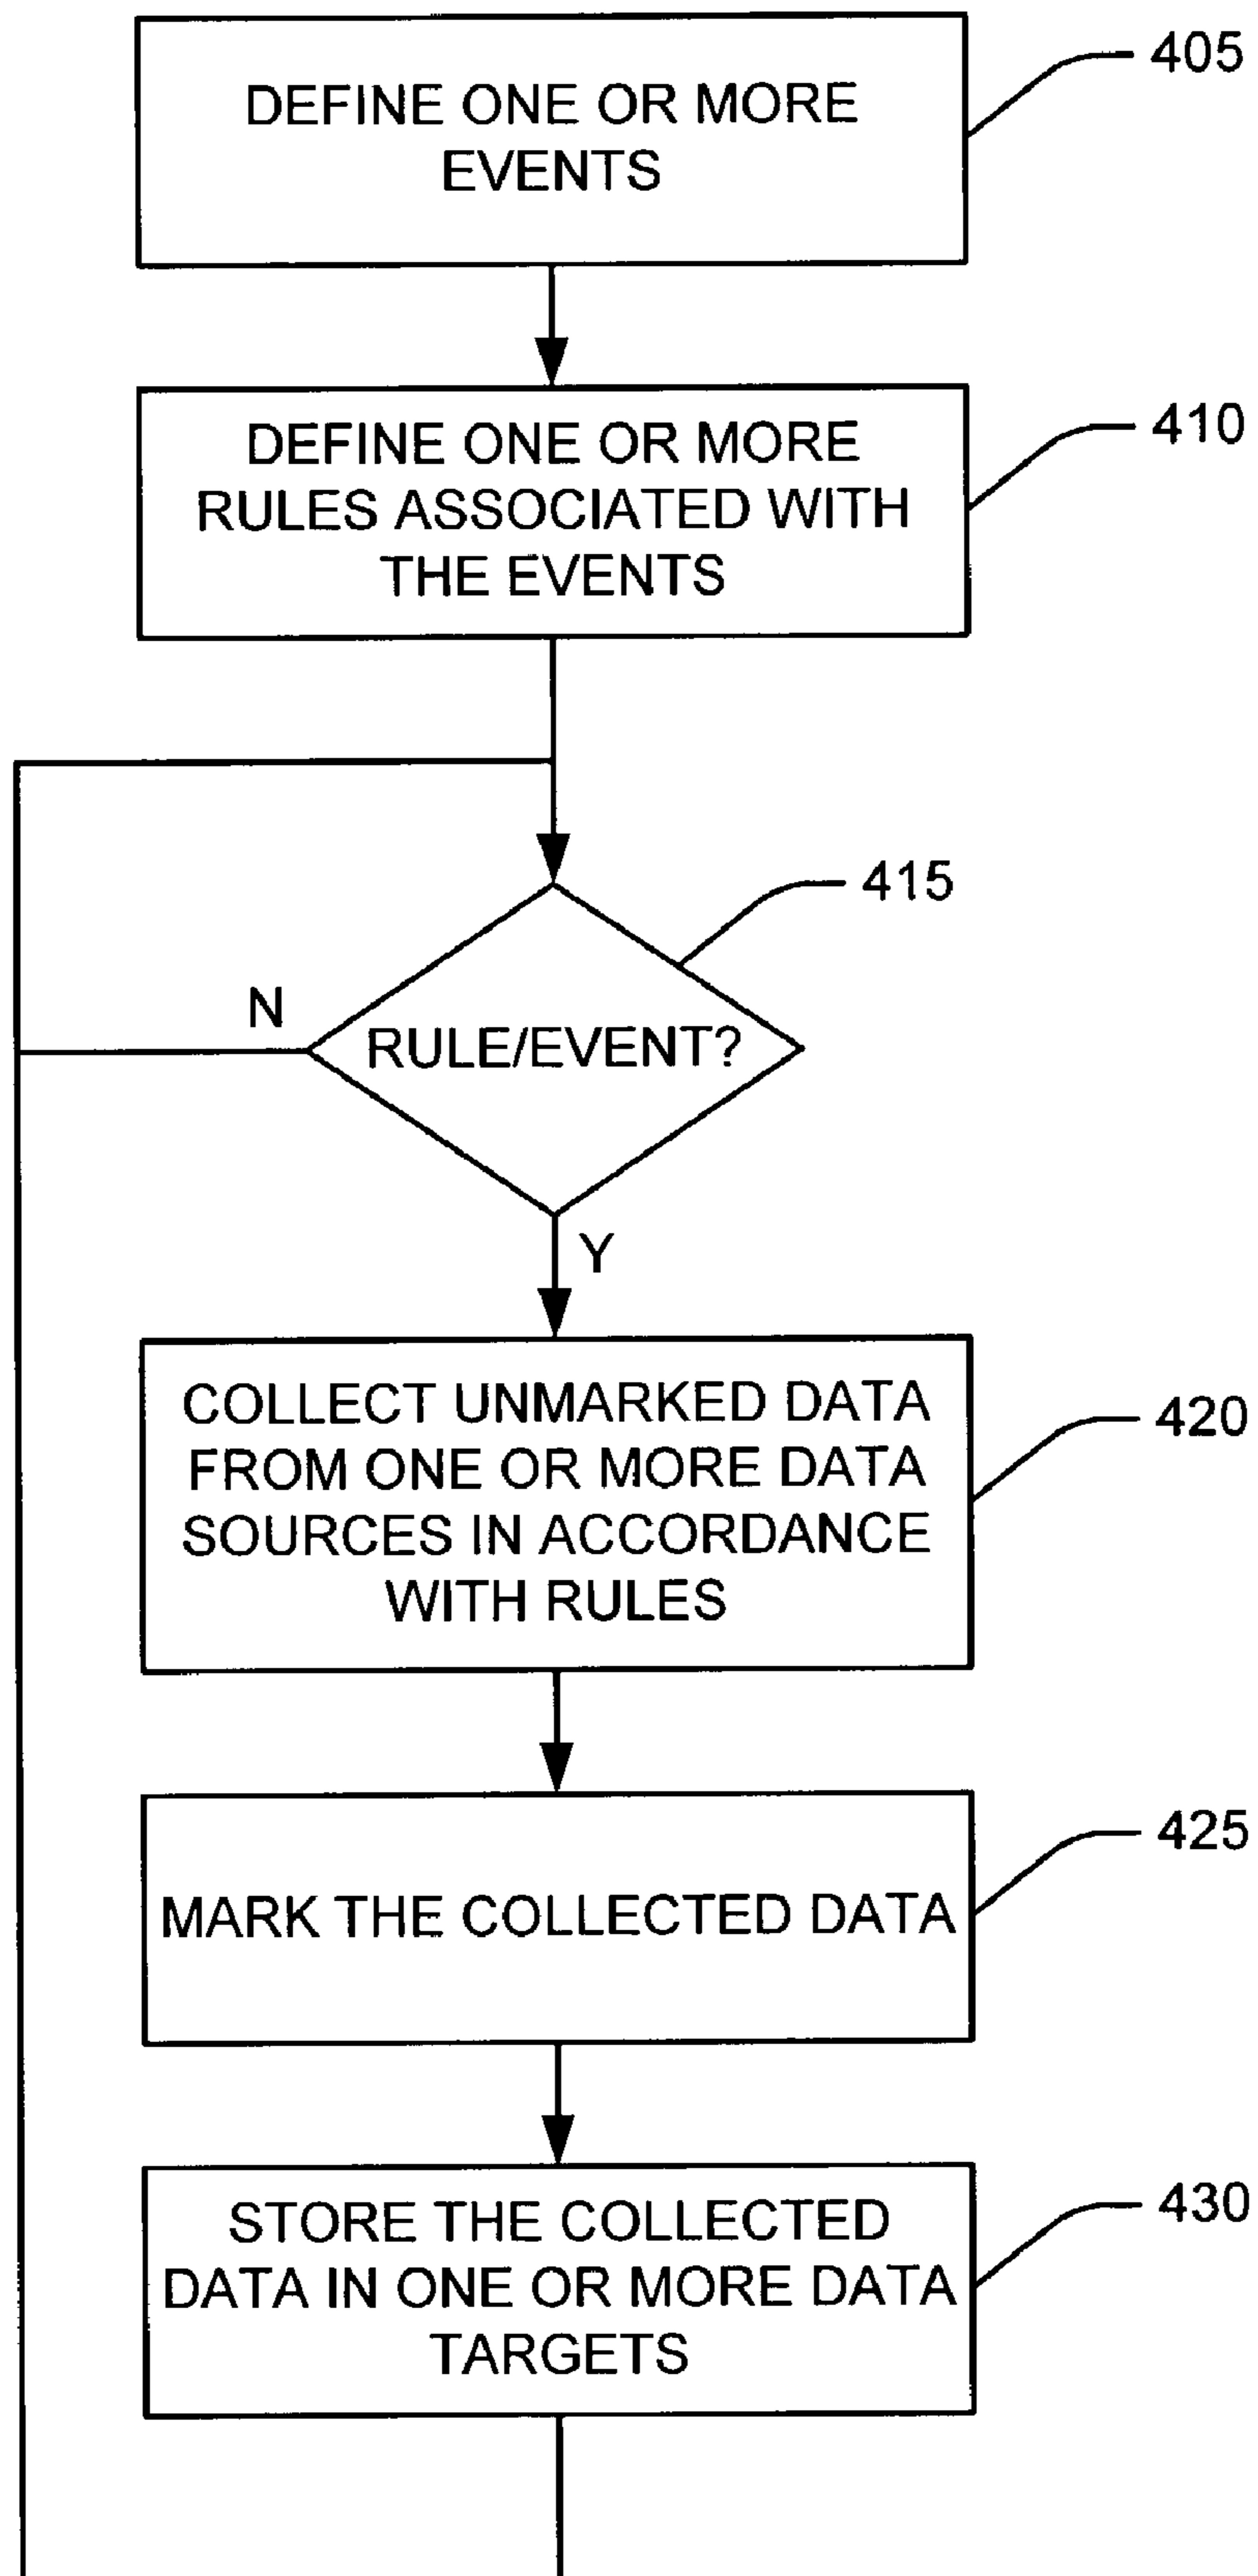 DEFINE ONE OR MORE
EVENTS
405
DEFINE ONE OR MORE
RULES ASSOCIATED WITH
THE EVENTS
410
415
N
RULE/EVENT?
Y
COLLECT UNMARKED DATA
FROM ONE OR MORE DATA
SOURCES IN ACCORDANCE
WITH RULES
420
MARK THE COLLECTED DATA
425
STORE THE COLLECTED
DATA IN ONE OR MORE DATA
TARGETS
430